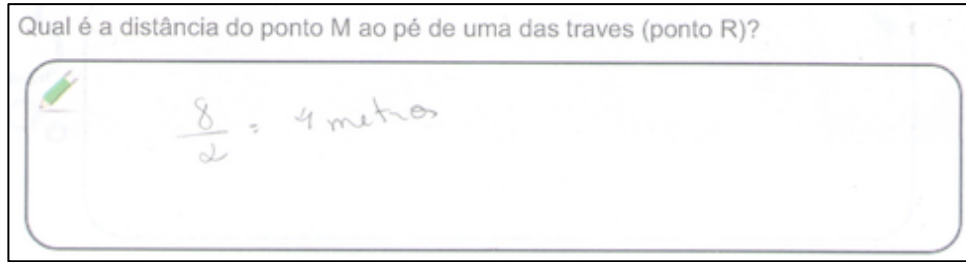 Qual é a distância do ponto M ao pé de uma das traves (ponto R)?
8/2 = 4 metros